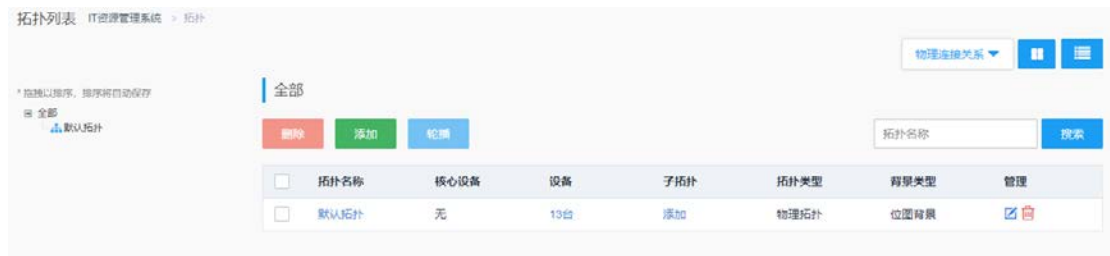 拓扑列表 IT资源管理系统 > 拓扑
物理连接关系
* 拖拽以排序，排序将自动保存
全部
默认拓扑
全部
删除 添加 轮播
拓扑名称 搜索
拓扑名称 核心设备 设备 子拓扑 拓扑类型 背景类型 管理
默认拓扑 无 13台 添加 物理拓扑 位图背景